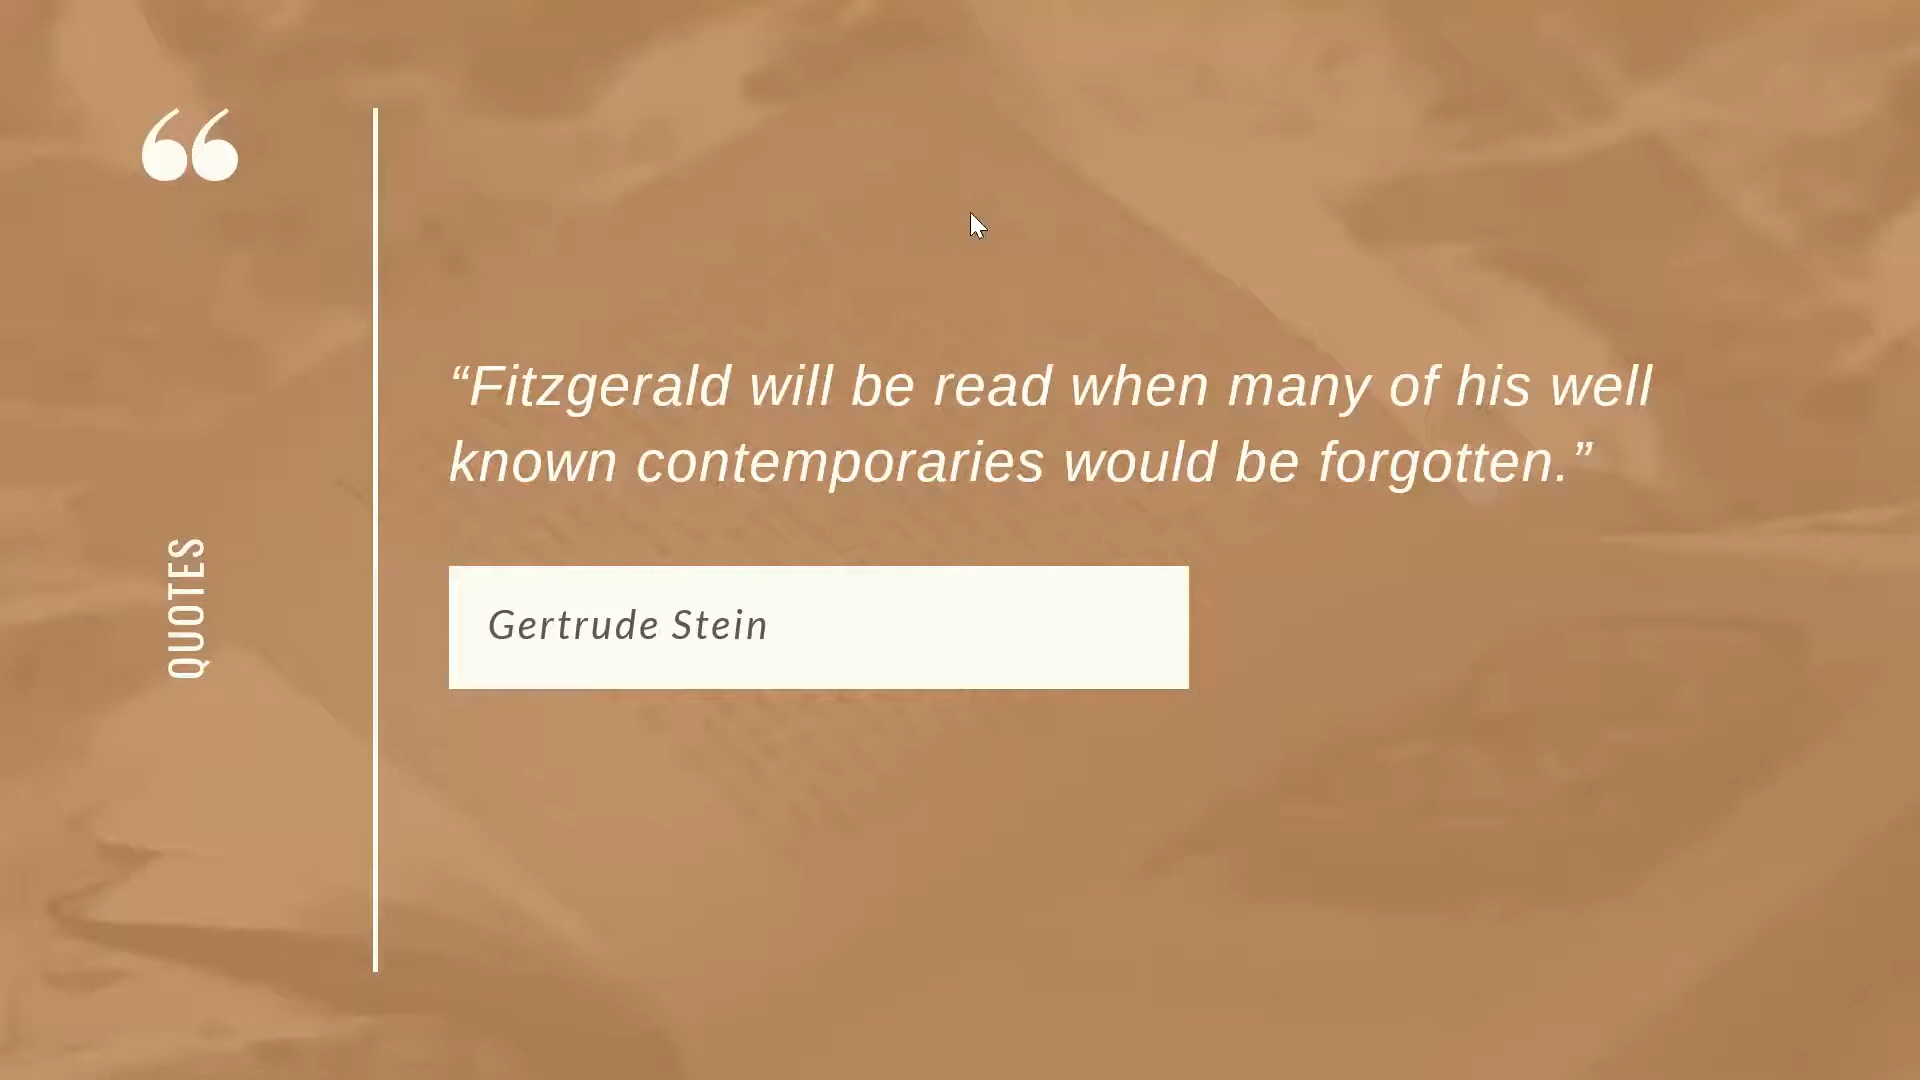 “
QUOTES
“Fitzgerald will be read when many of his well
known contemporaries would be forgotten.”
Gertrude Stein